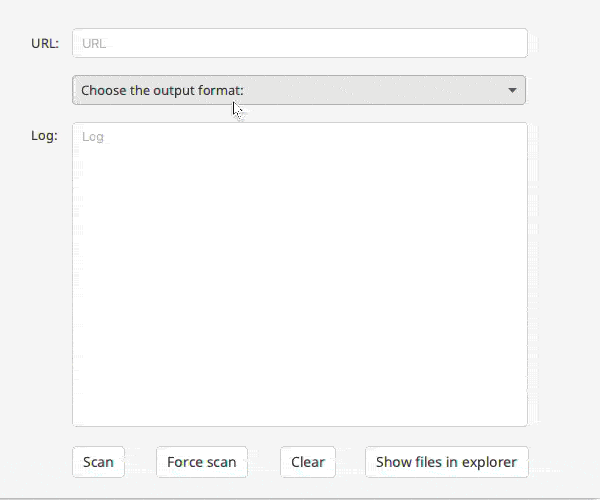 URL: URL
Choose the output format:
Log: Log
Scan Force scan Clear Show files in explorer